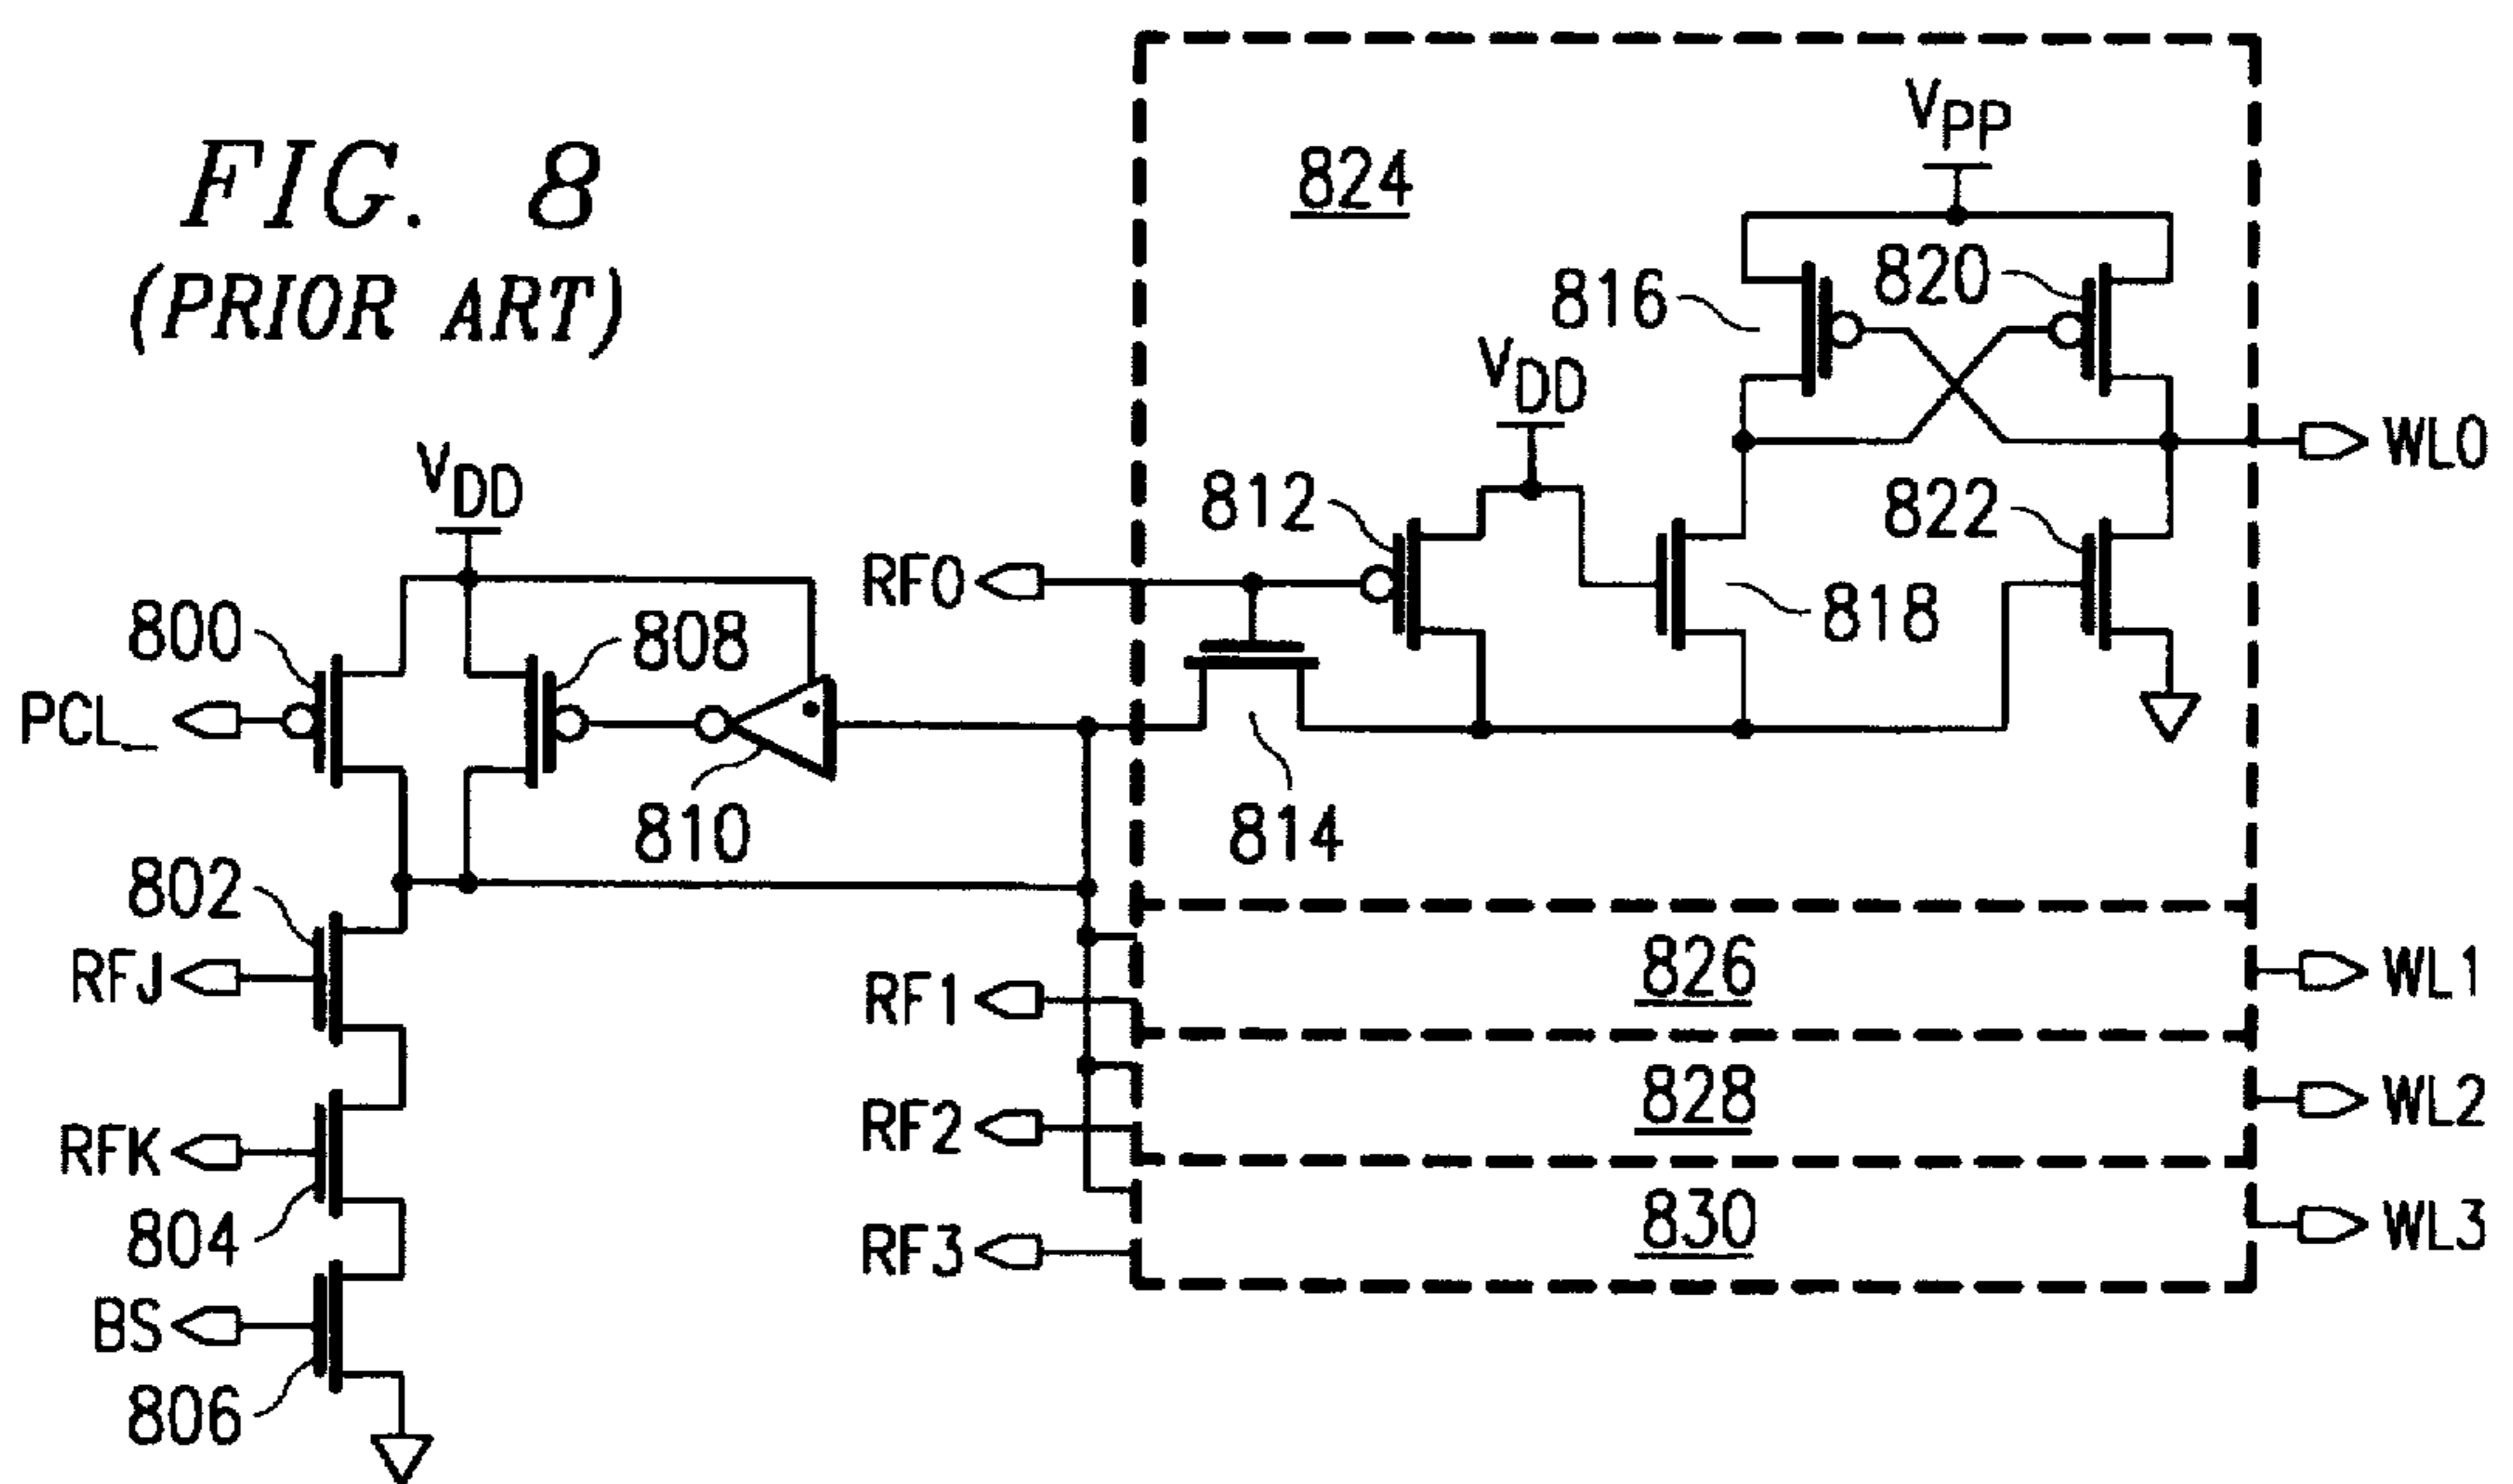 FIG. 8
(PRIOR ART)
824
VPP
816
820
VDD
WL0
812
822
VDD
RF0
818
800
808
PCL_
810
814
802
RFJ
826
WL1
RF1
828
WL2
RFK
RF2
804
830
WL3
RF3
BS
806